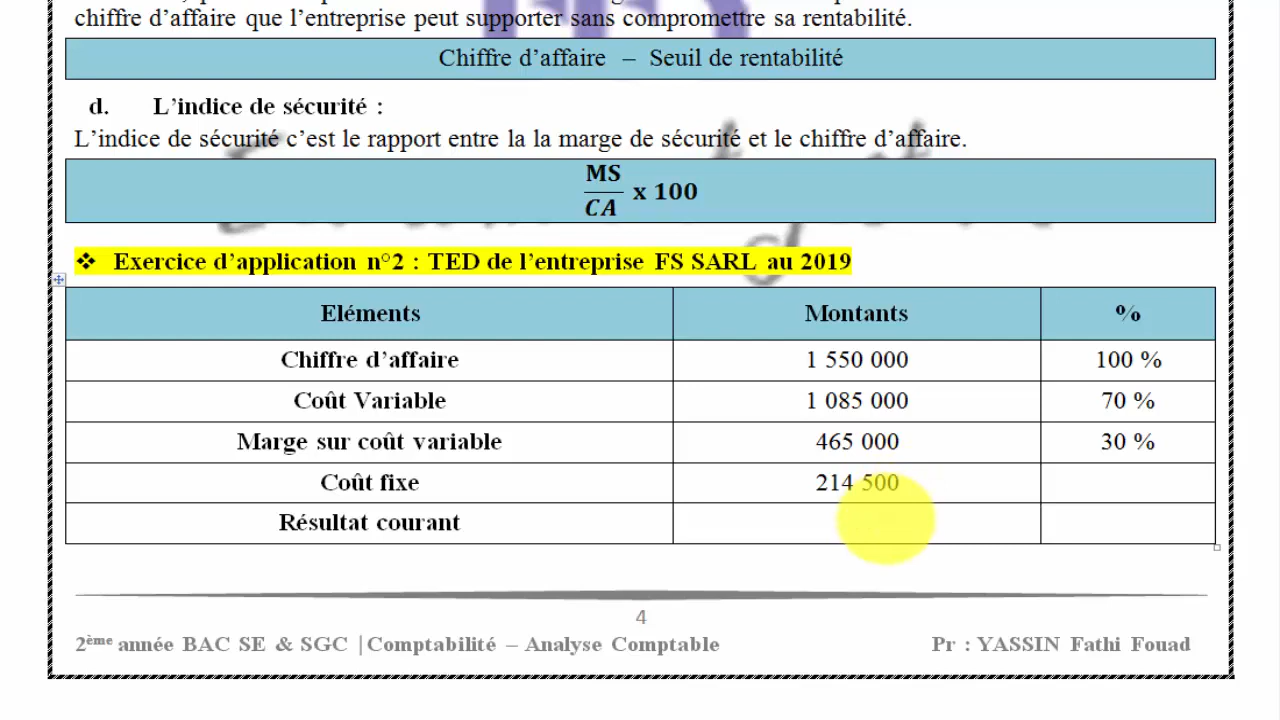 chiffre d’affaire que l’entreprise peut supporter sans compromettre sa rentabilité.
Chiffre d’affaire – Seuil de rentabilité
d. L’indice de sécurité :
L’indice de sécurité c’est le rapport entre la la marge de sécurité et le chiffre d’affaire.
MS
CA
x 100
❖ Exercice d’application n°2 : TED de l’entreprise FS SARL au 2019
Eléments Montants %
Chiffre d’affaire 1 550 000 100 %
Coût Variable 1 085 000 70 %
Marge sur coût variable 465 000 30 %
Coût fixe 214 500
Résultat courant
4
2ème année BAC SE & SGC |Comptabilité – Analyse Comptable Pr : YASSIN Fathi Fouad